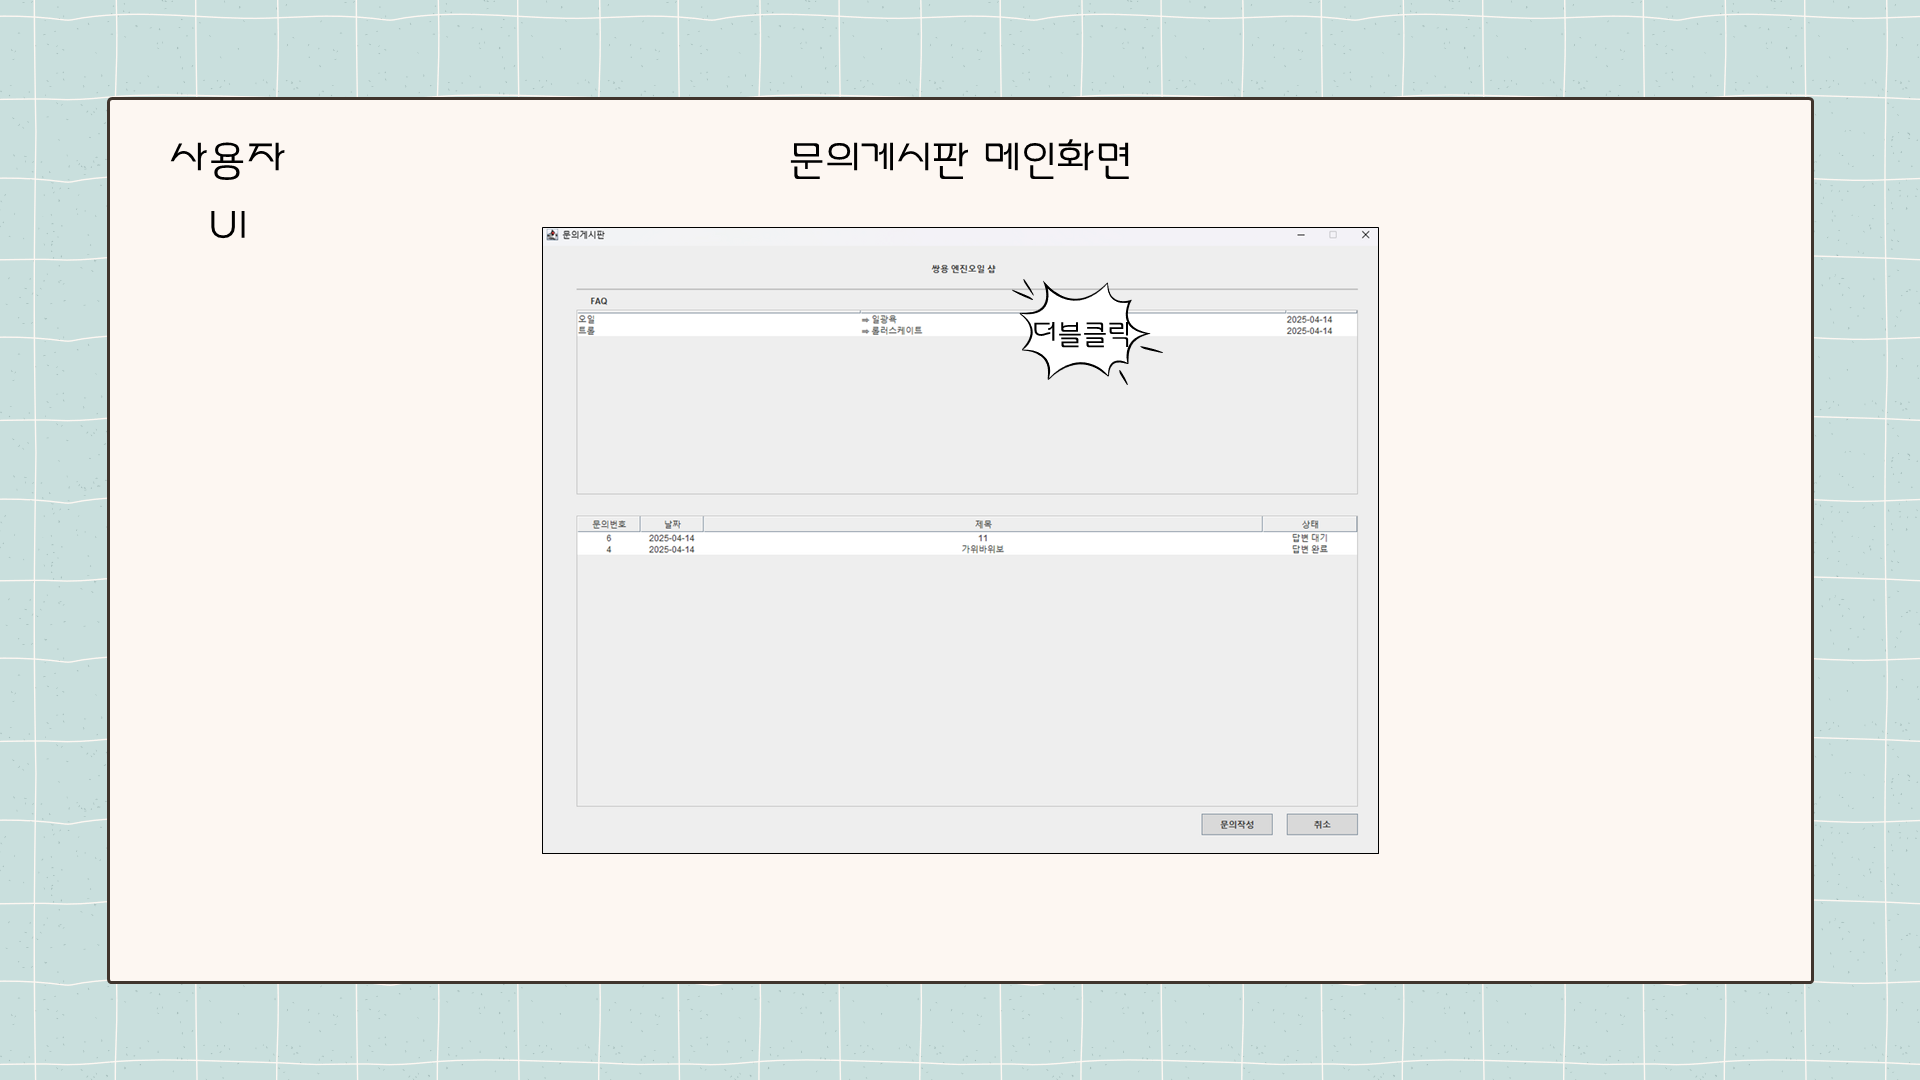 사용자
UI
문의게시판 메인화면
문의게시판
쌍용 엔진오일 샵
FAQ
오일 ⇒ 일광욕 2025-04-14
트롤 ⇒ 롤러스케이트 2025-04-14
더블클릭
문의번호 날짜 제목 상태
6 2025-04-14 11 답변 대기
4 2025-04-14 가위바위보 답변 완료
문의작성 취소